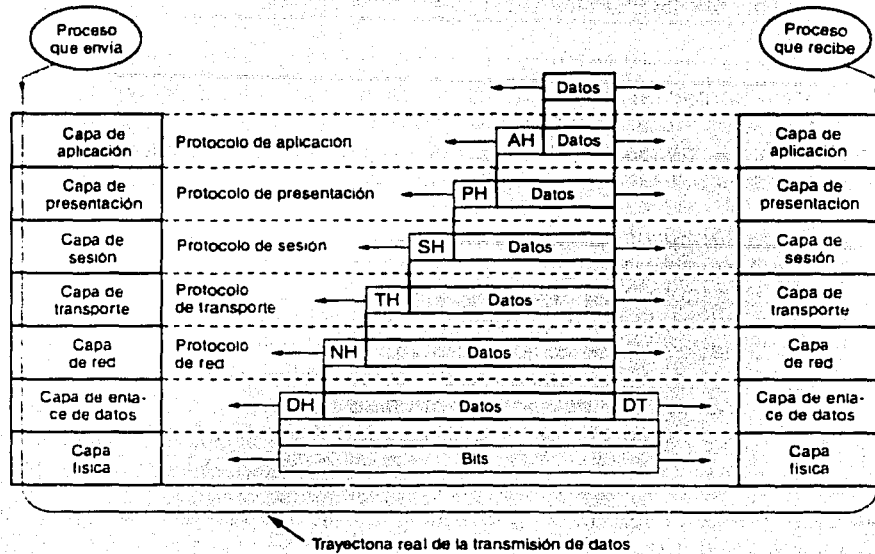 Proceso
que envía
Proceso
que recibe
Datos
Capa de
aplicación
Protocolo de aplicación
AH
Datos
Capa de
aplicación
Capa de
presentación
Protocolo de presentación
PH
Datos
Capa de
presentacion
Capa de
sesión
Protocolo de sesión
SH
Datos
Capa de
sesión
Capa de
transporte
Protocolo
de transporte
TH
Datos
Capa de
transporte
Capa
de red
Protocolo
de red
NH
Datos
Capa
de red
Capa de enla-
ce de datos
DH
Datos
DT
Capa de enla-
ce de datos
Capa
física
Bits
Capa
física
Trayectona real de la transmisión de datos